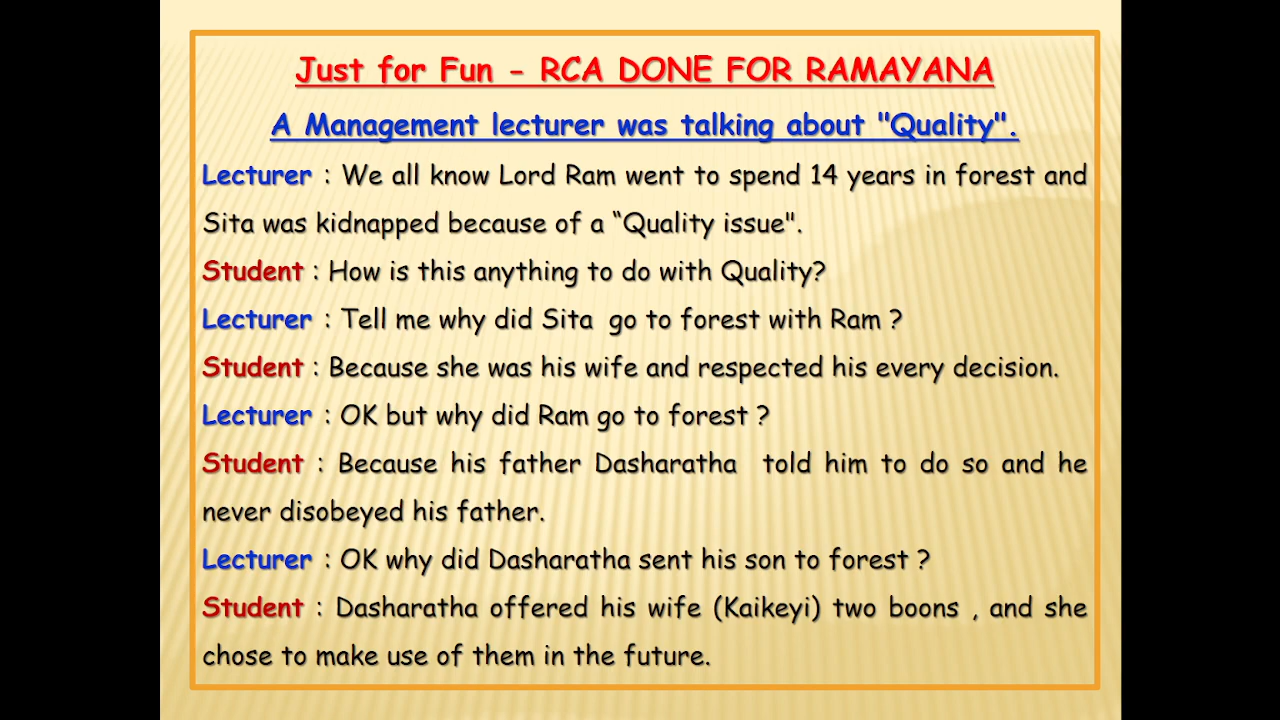 Just for Fun - RCA DONE FOR RAMAYANA
A Management lecturer was talking about "Quality".
Lecturer : We all know Lord Ram went to spend 14 years in forest and
Sita was kidnapped because of a “Quality issue".
Student : How is this anything to do with Quality?
Lecturer : Tell me why did Sita go to forest with Ram ?
Student : Because she was his wife and respected his every decision.
Lecturer : OK but why did Ram go to forest ?
Student : Because his father Dasharatha told him to do so and he
never disobeyed his father.
Lecturer : OK why did Dasharatha sent his son to forest ?
Student : Dasharatha offered his wife (Kaikeyi) two boons , and she
chose to make use of them in the future.